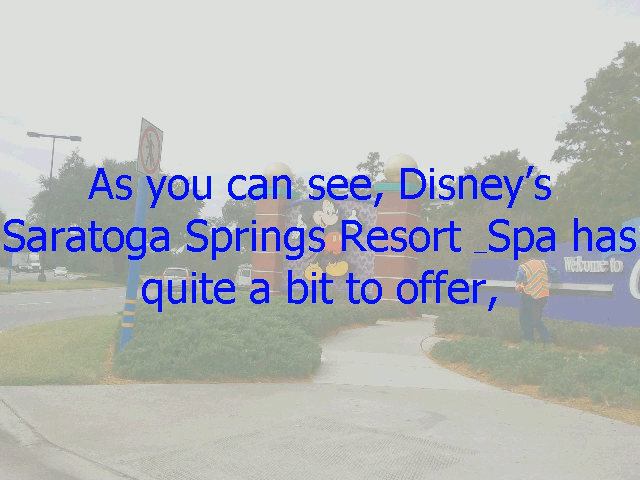 As you can see, Disney’s
Saratoga Springs Resort _Spa has
quite a bit to offer,
Welcome to